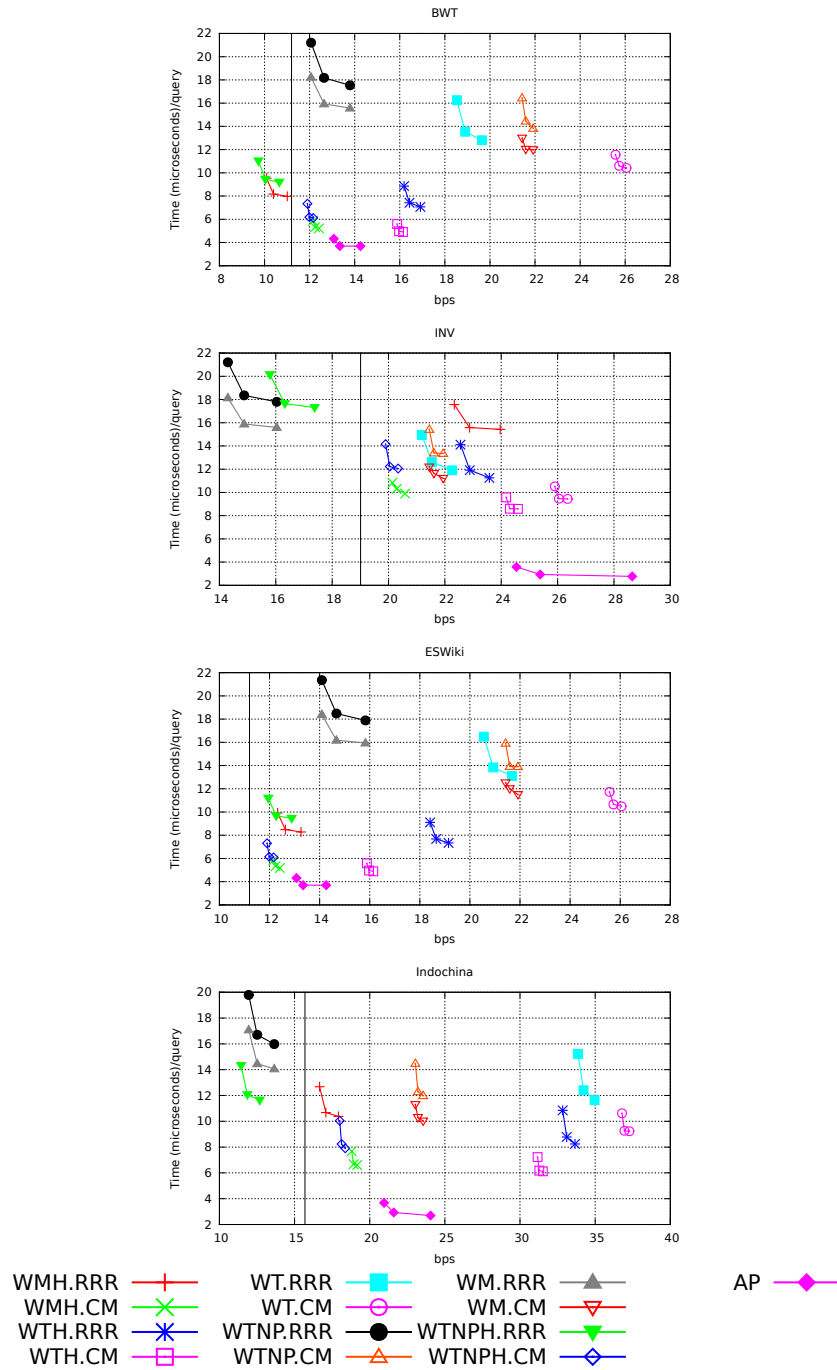 BWT
22
20
18
16
14
12
10
8
6
4
2
Time (microseconds)/query
8 10 12 14 16 18 20 22 24 26 28
bps
INV
22
20
18
16
14
12
10
8
6
4
2
Time (microseconds)/query
14 16 18 20 22 24 26 28 30
bps
ESWiki
22
20
18
16
14
12
10
8
6
4
2
Time (microseconds)/query
10 12 14 16 18 20 22 24 26 28
bps
Indochina
20
18
16
14
12
10
8
6
4
2
Time (microseconds)/query
10 15 20 25 30 35 40
bps
WMH.RRR WT.RRR WM.RRR AP
WMH.CM WT.CM WM.CM
WTH.RRR WTNP.RRR WTNPH.RRR
WTH.CM WTNP.CM WTNPH.CM